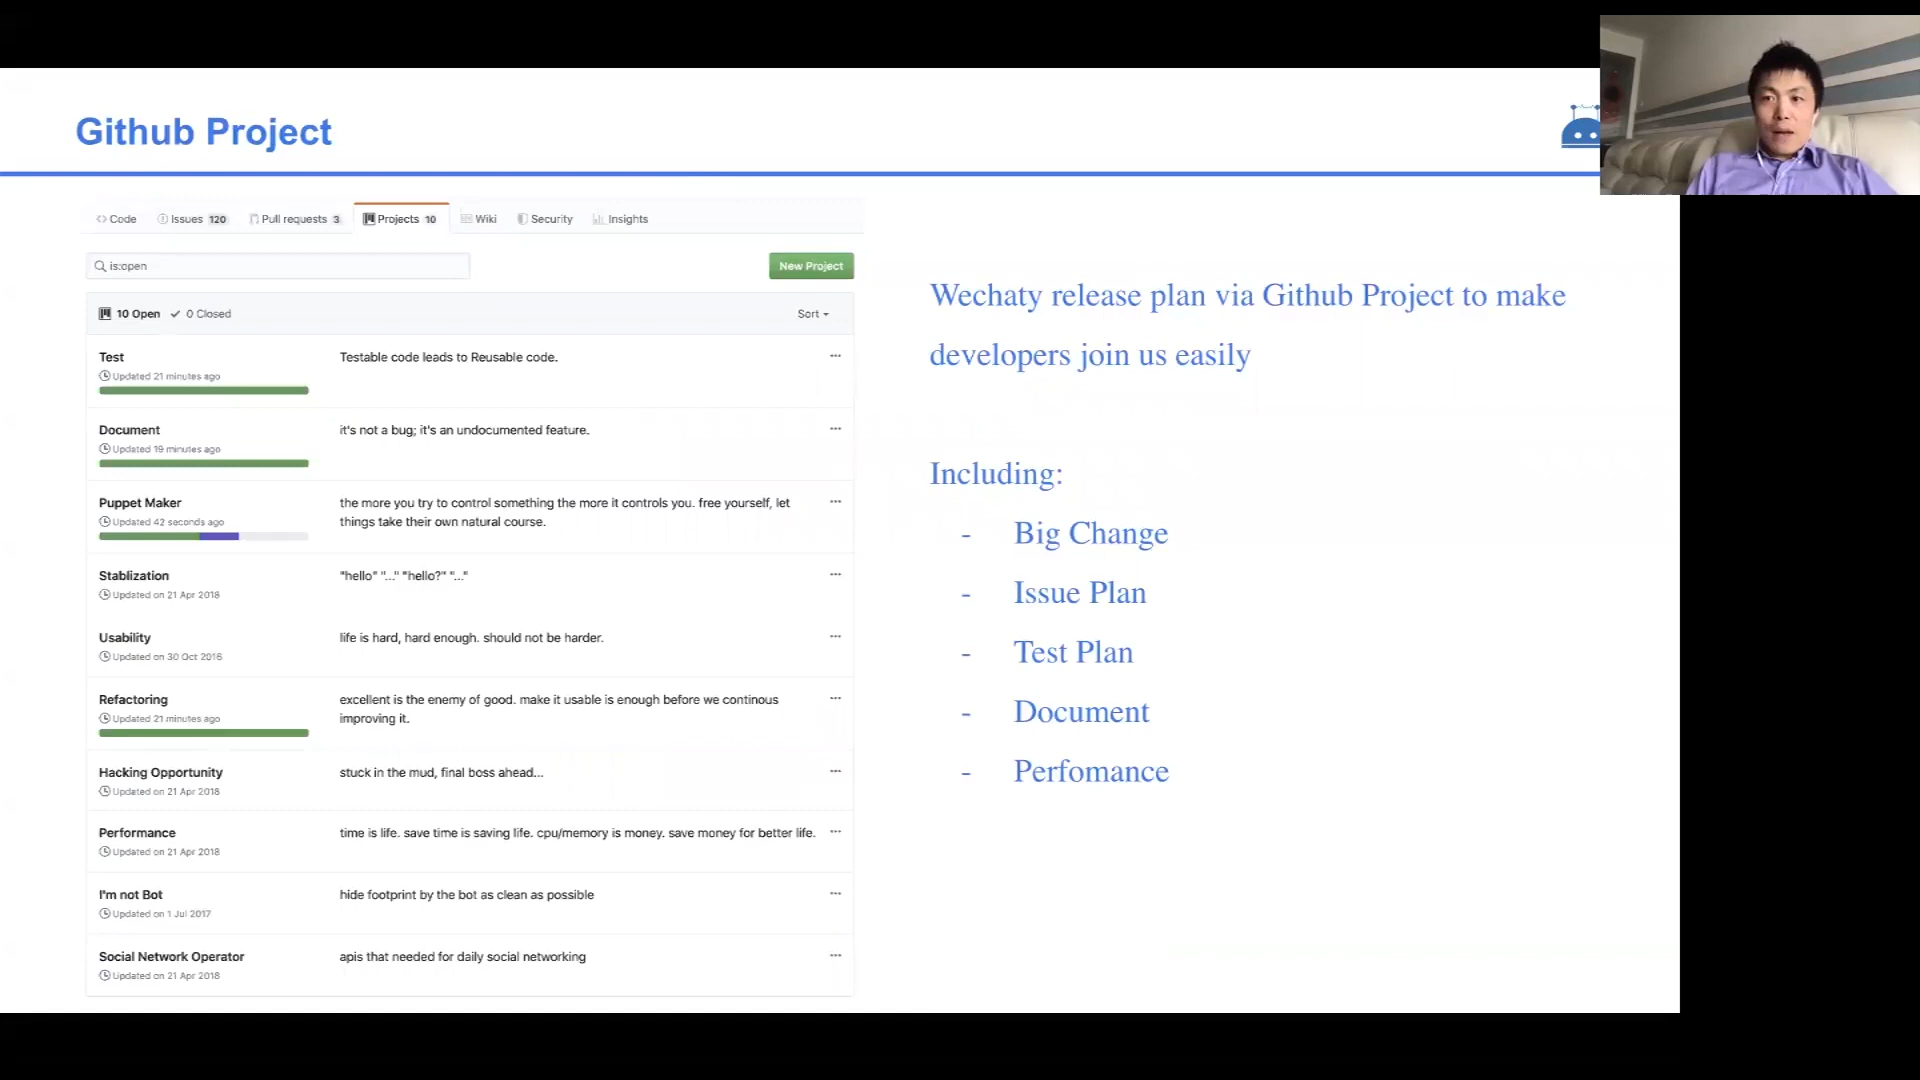 Github Project
Code Issues 120 Pull requests 3 Projects 10 Wiki Security Insights
is:open
New Project
10 Open 0 Closed Sort
Test Testable code leads to Reusable code.
Updated 21 minutes ago
Document it's not a bug; it's an undocumented feature.
Updated 19 minutes ago
Puppet Maker the more you try to control something the more it controls you. free yourself, let
things take their own natural course.
Updated 42 seconds ago
Stablization "hello" "..." "hello?" "..."
Updated on 21 Apr 2018
Usability life is hard, hard enough. should not be harder.
Updated on 30 Oct 2016
Refactoring excellent is the enemy of good. make it usable is enough before we continous
improving it.
Updated 21 minutes ago
Hacking Opportunity stuck in the mud, final boss ahead...
Updated on 21 Apr 2018
Performance time is life. save time is saving life. cpu/memory is money. save money for better life.
Updated on 21 Apr 2018
I'm not Bot hide footprint by the bot as clean as possible
Updated on 1 Jul 2017
Social Network Operator apis that needed for daily social networking
Updated on 21 Apr 2018
Wechaty release plan via Github Project to make
developers join us easily
Including:
- Big Change
- Issue Plan
- Test Plan
- Document
- Perfomance